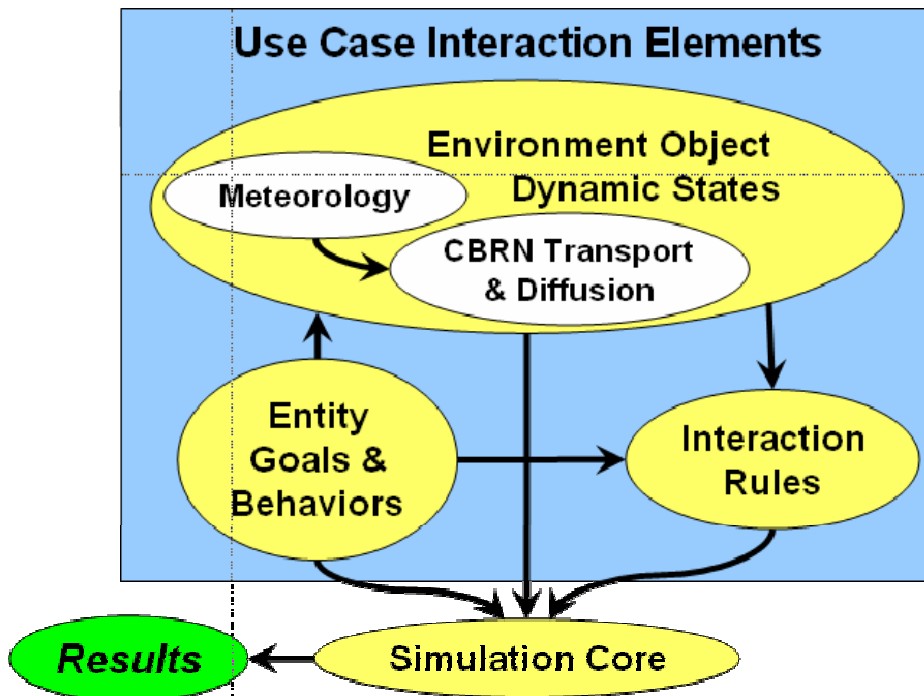 Use Case Interaction Elements
Environment Object
Dynamic States
Meteorology
CBRN Transport
& Diffusion
Entity
Goals &
Behaviors
Interaction
Rules
Simulation Core
Results